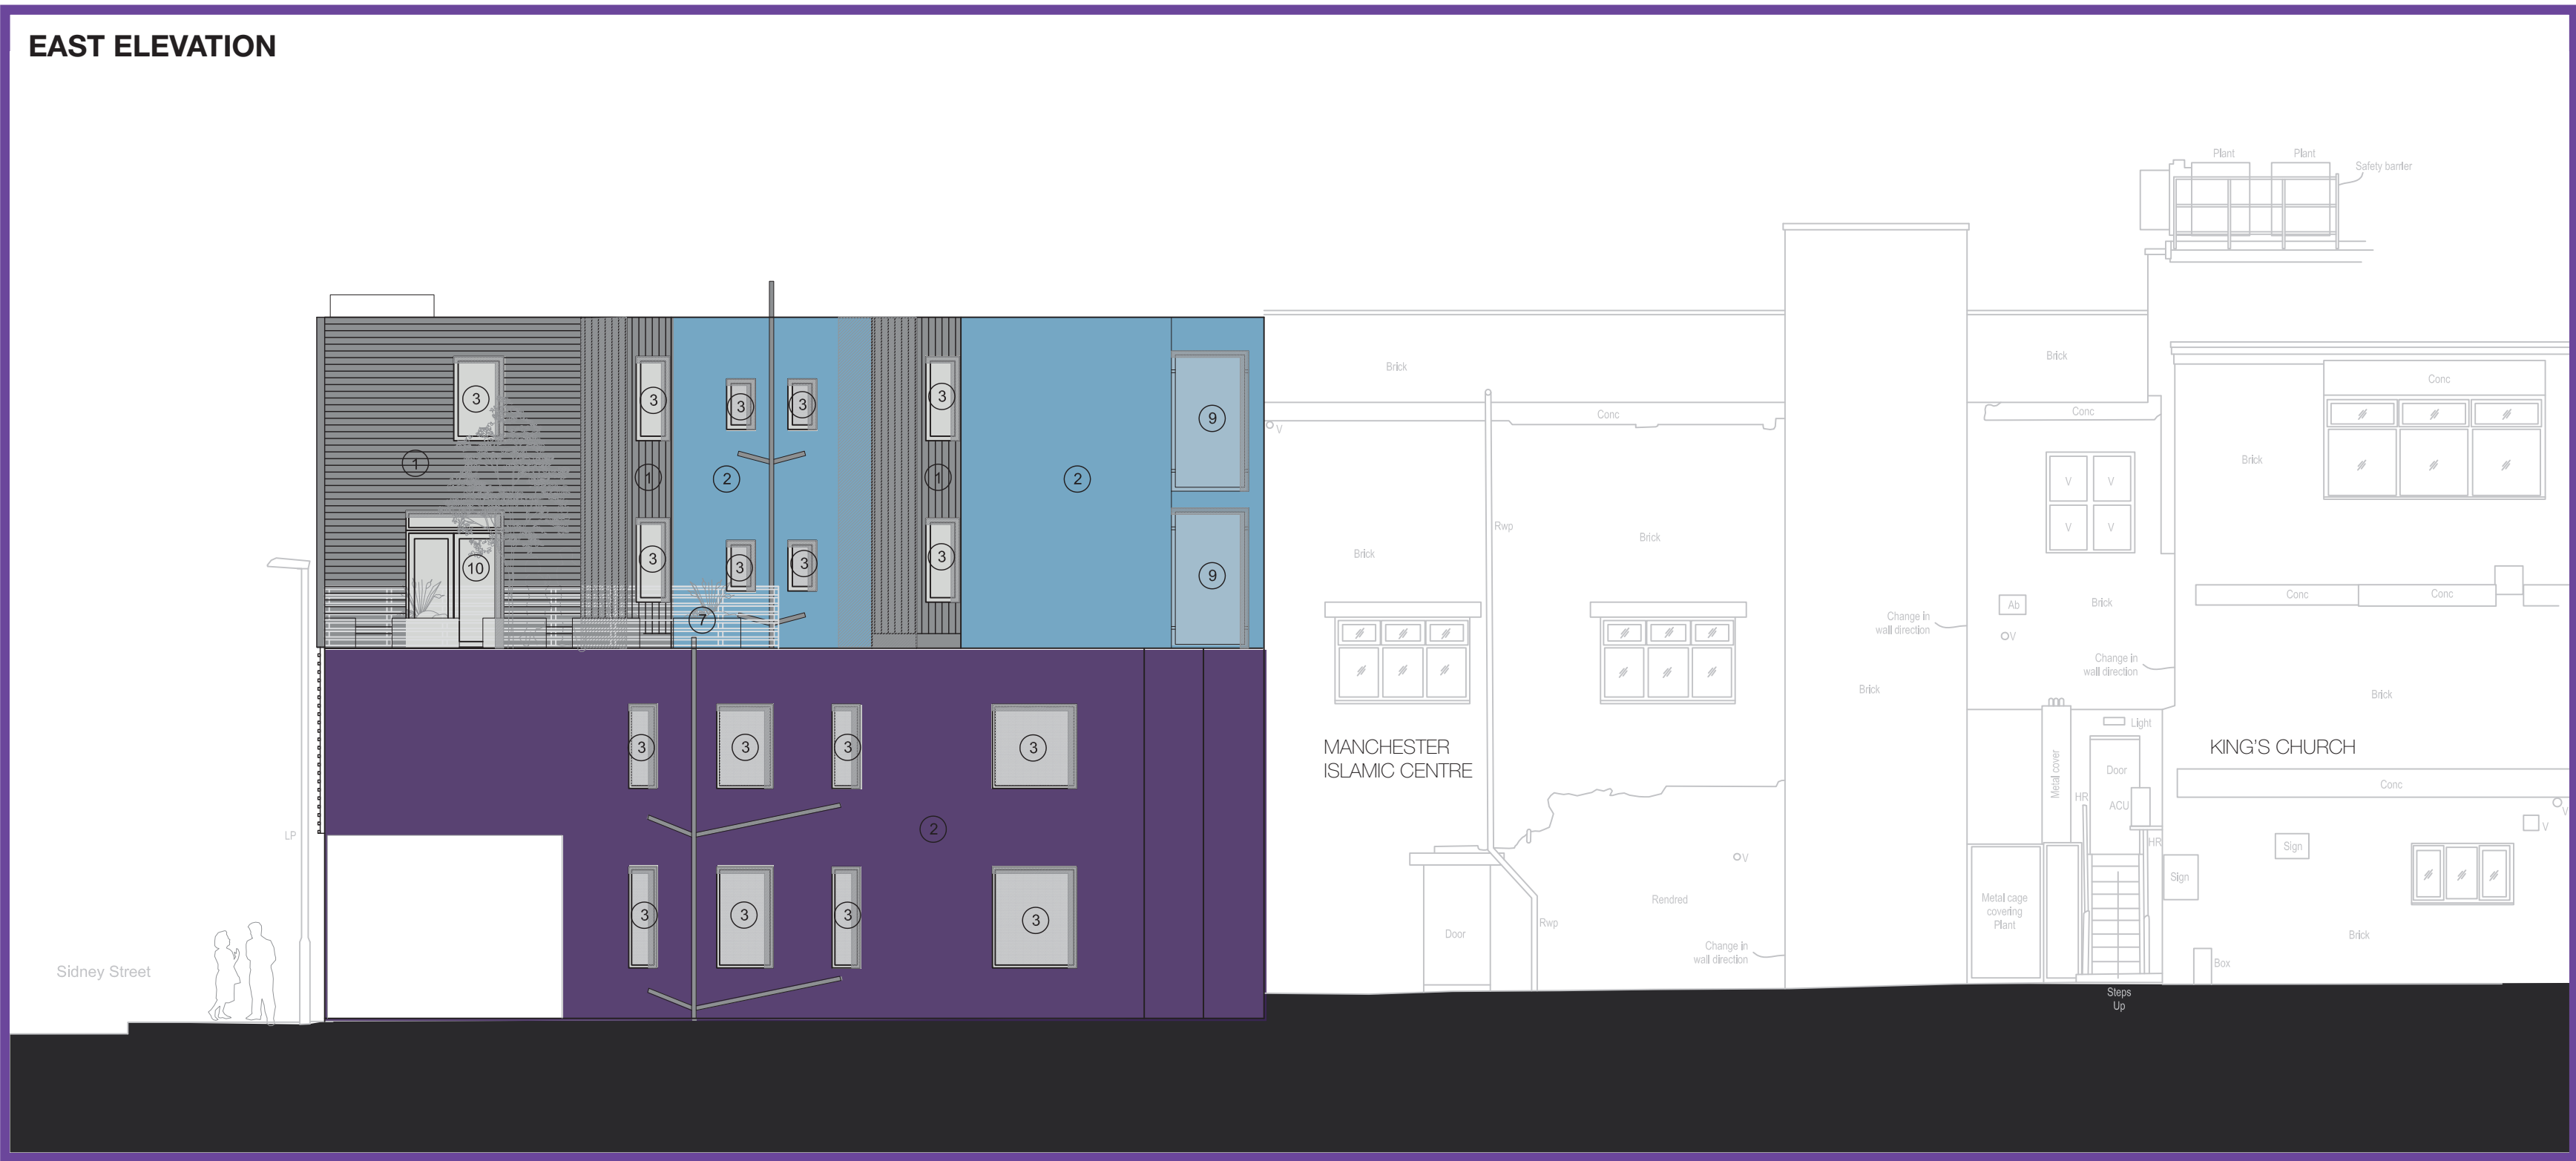 EAST ELEVATION
Plant
Plant
Safety barrier
Brick
Brick
Conc
Conc
Conc
V
3
3
3
3
3
9
1
1
2
1
2
Brick
V
V
V
V
Rwp
Brick
Brick
3
10
3
3
3
9
7
Conc
Conc
Ab
Brick
V
Change in
wall direction
Change in
wall direction
Brick
Brick
Light
MANCHESTER
ISLAMIC CENTRE
KING'S CHURCH
3
3
3
3
Metal cover
Door
Conc
HR
ACU
V
V
2
LP
HR
Sign
V
Sign
Rendred
Metal cage
covering
Plant
3
3
3
3
Door
Rwp
Brick
Change in
wall direction
Box
Sidney Street
Steps
Up